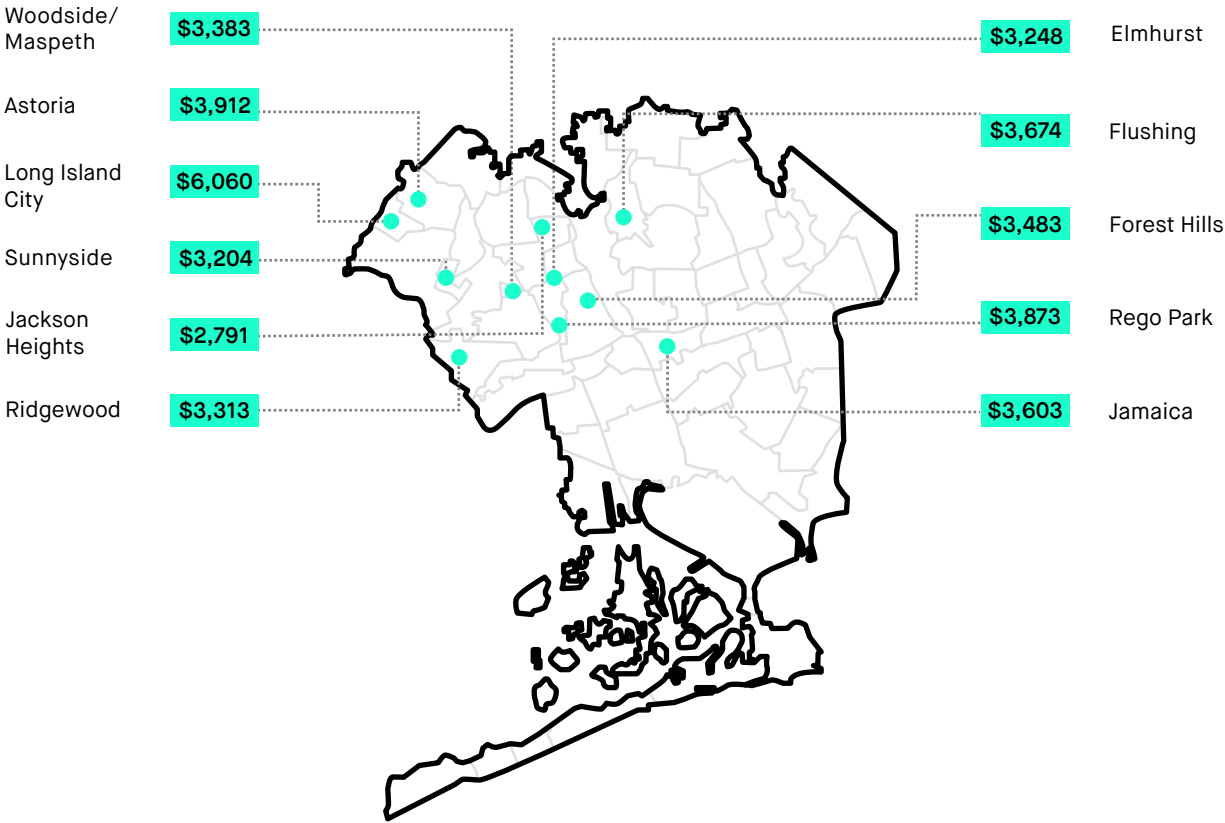 Woodside/
Maspeth
$3,383
Astoria
$3,912
Long Island
City
$6,060
Sunnyside
$3,204
Jackson
Heights
$2,791
Ridgewood
$3,313
$3,248
Elmhurst
$3,674
Flushing
$3,483
Forest Hills
$3,873
Rego Park
$3,603
Jamaica